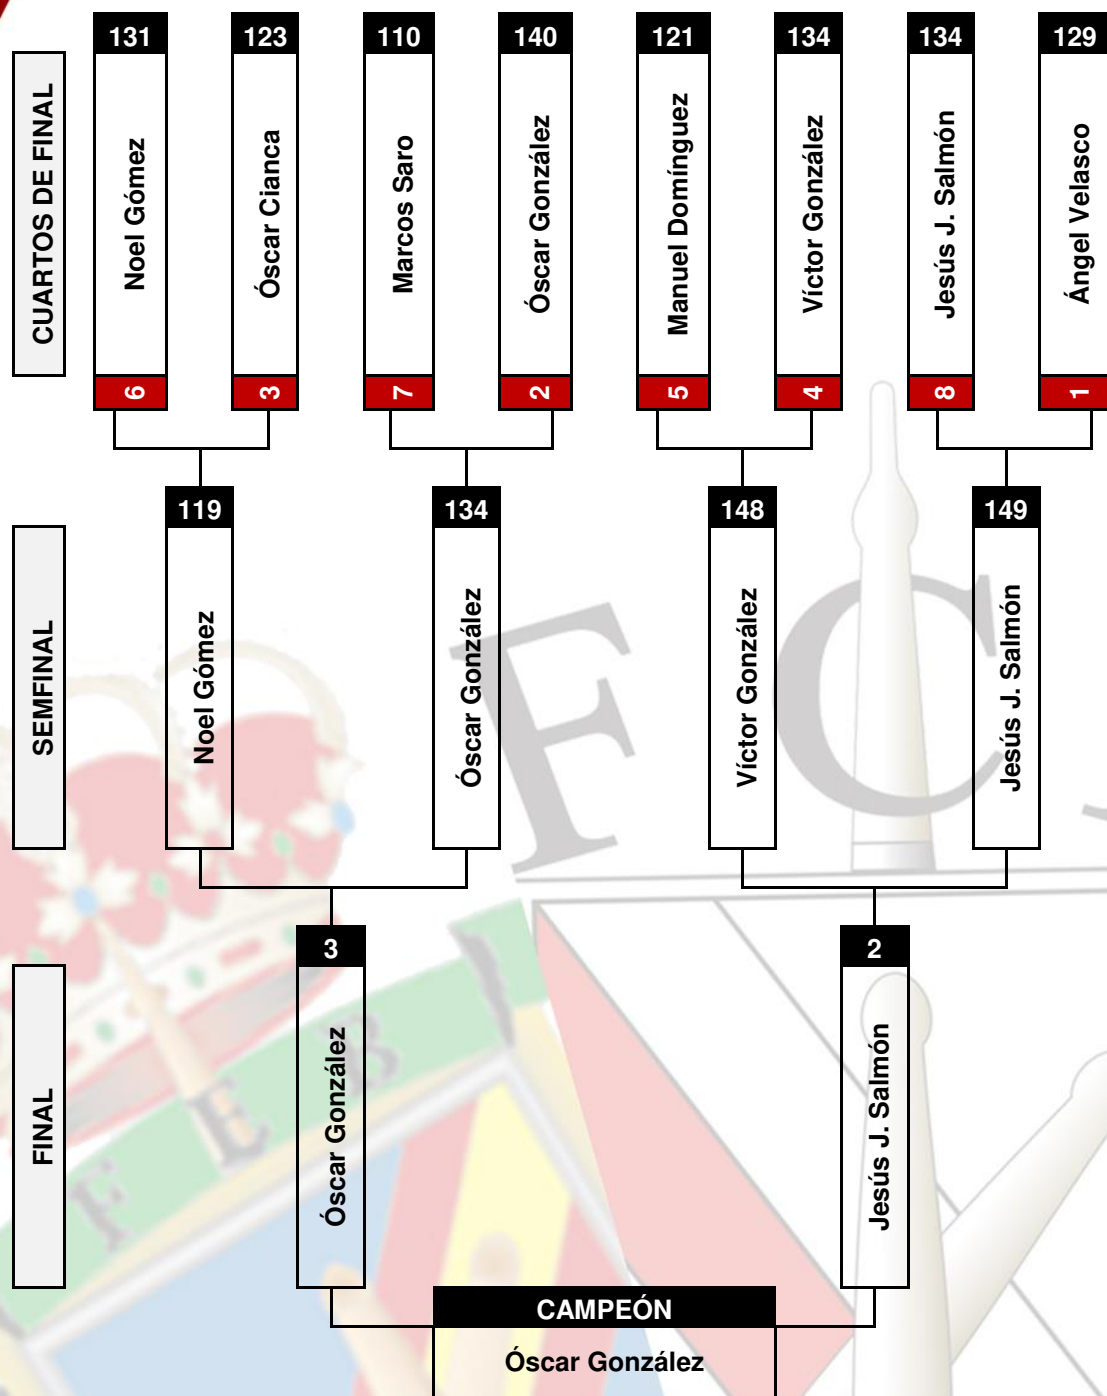 131
123
110
140
121
134
134
129
CUARTOS DE FINAL
Noel Gómez
Óscar Cianca
Marcos Saro
Óscar González
Manuel Domínguez
Víctor González
Jesús J. Salmón
Ángel Velasco
6
3
7
2
5
4
8
1
119
134
148
149
SEMFINAL
Noel Gómez
Óscar González
Víctor González
Jesús J. Salmón
F C
3
2
FINAL
Óscar González
Jesús J. Salmón
F E B
CAMPEÓN
Óscar González